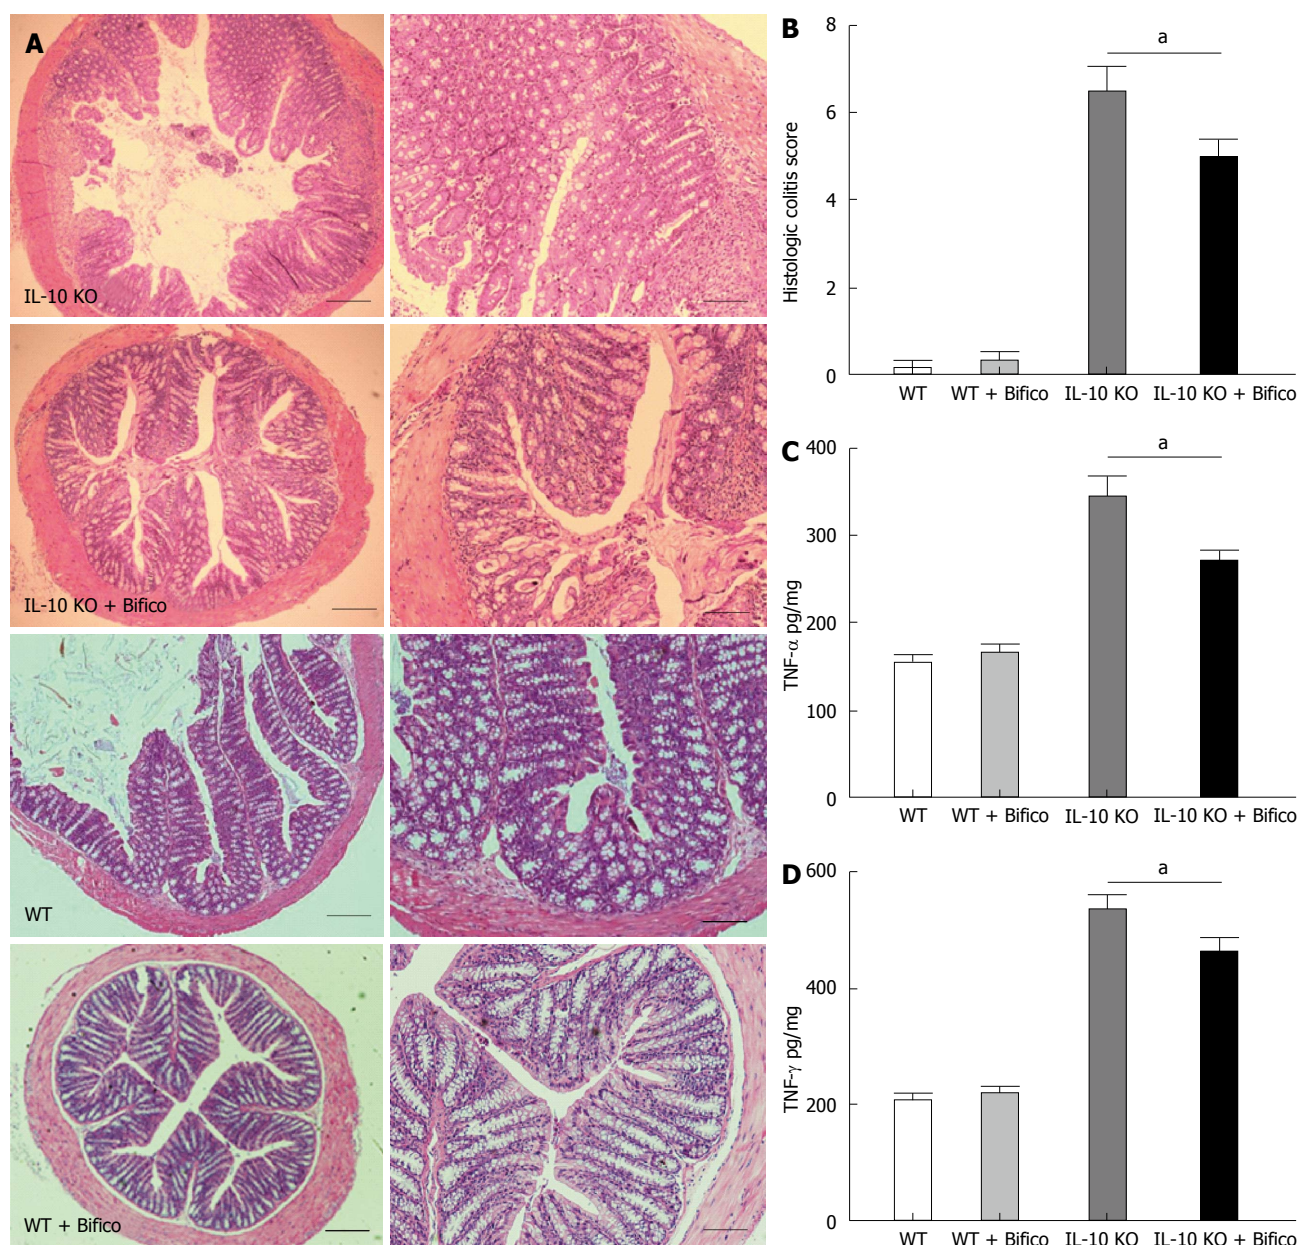 A
IL-10 KO
IL-10 KO + Bifico
WT
WT + Bifico
B
Histologic colitis score
8
6
4
2
0
a
WT
WT + Bifico
IL-10 KO
IL-10 KO + Bifico
C
TNF-α pg/mg
400
300
200
100
0
a
WT
WT + Bifico
IL-10 KO
IL-10 KO + Bifico
D
TNF-γ pg/mg
600
400
200
0
a
WT
WT + Bifico
IL-10 KO
IL-10 KO + Bifico